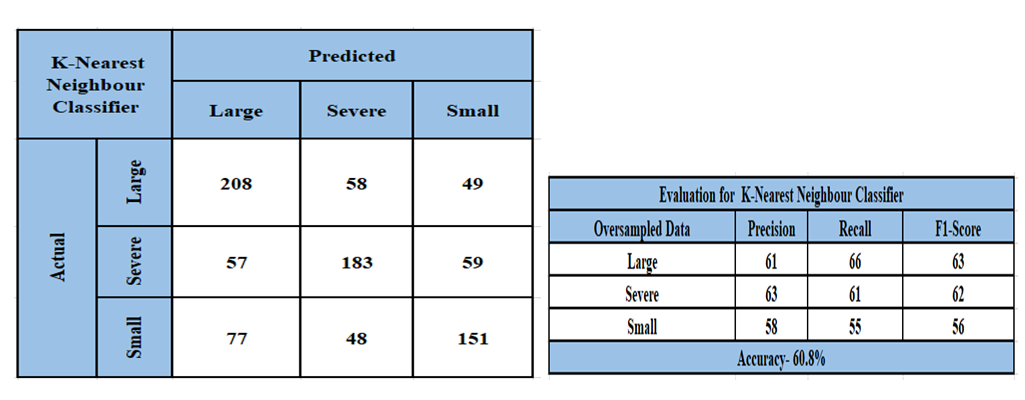 K-Nearest
Neighbour
Classifier
Predicted
Large Severe Small
Actual
Large 208 58 49
Severe 57 183 59
Small 77 48 151
Evaluation for K-Nearest Neighbour Classifier
Oversampled Data Precision Recall F1-Score
Large 61 66 63
Severe 63 61 62
Small 58 55 56
Accuracy- 60.8%